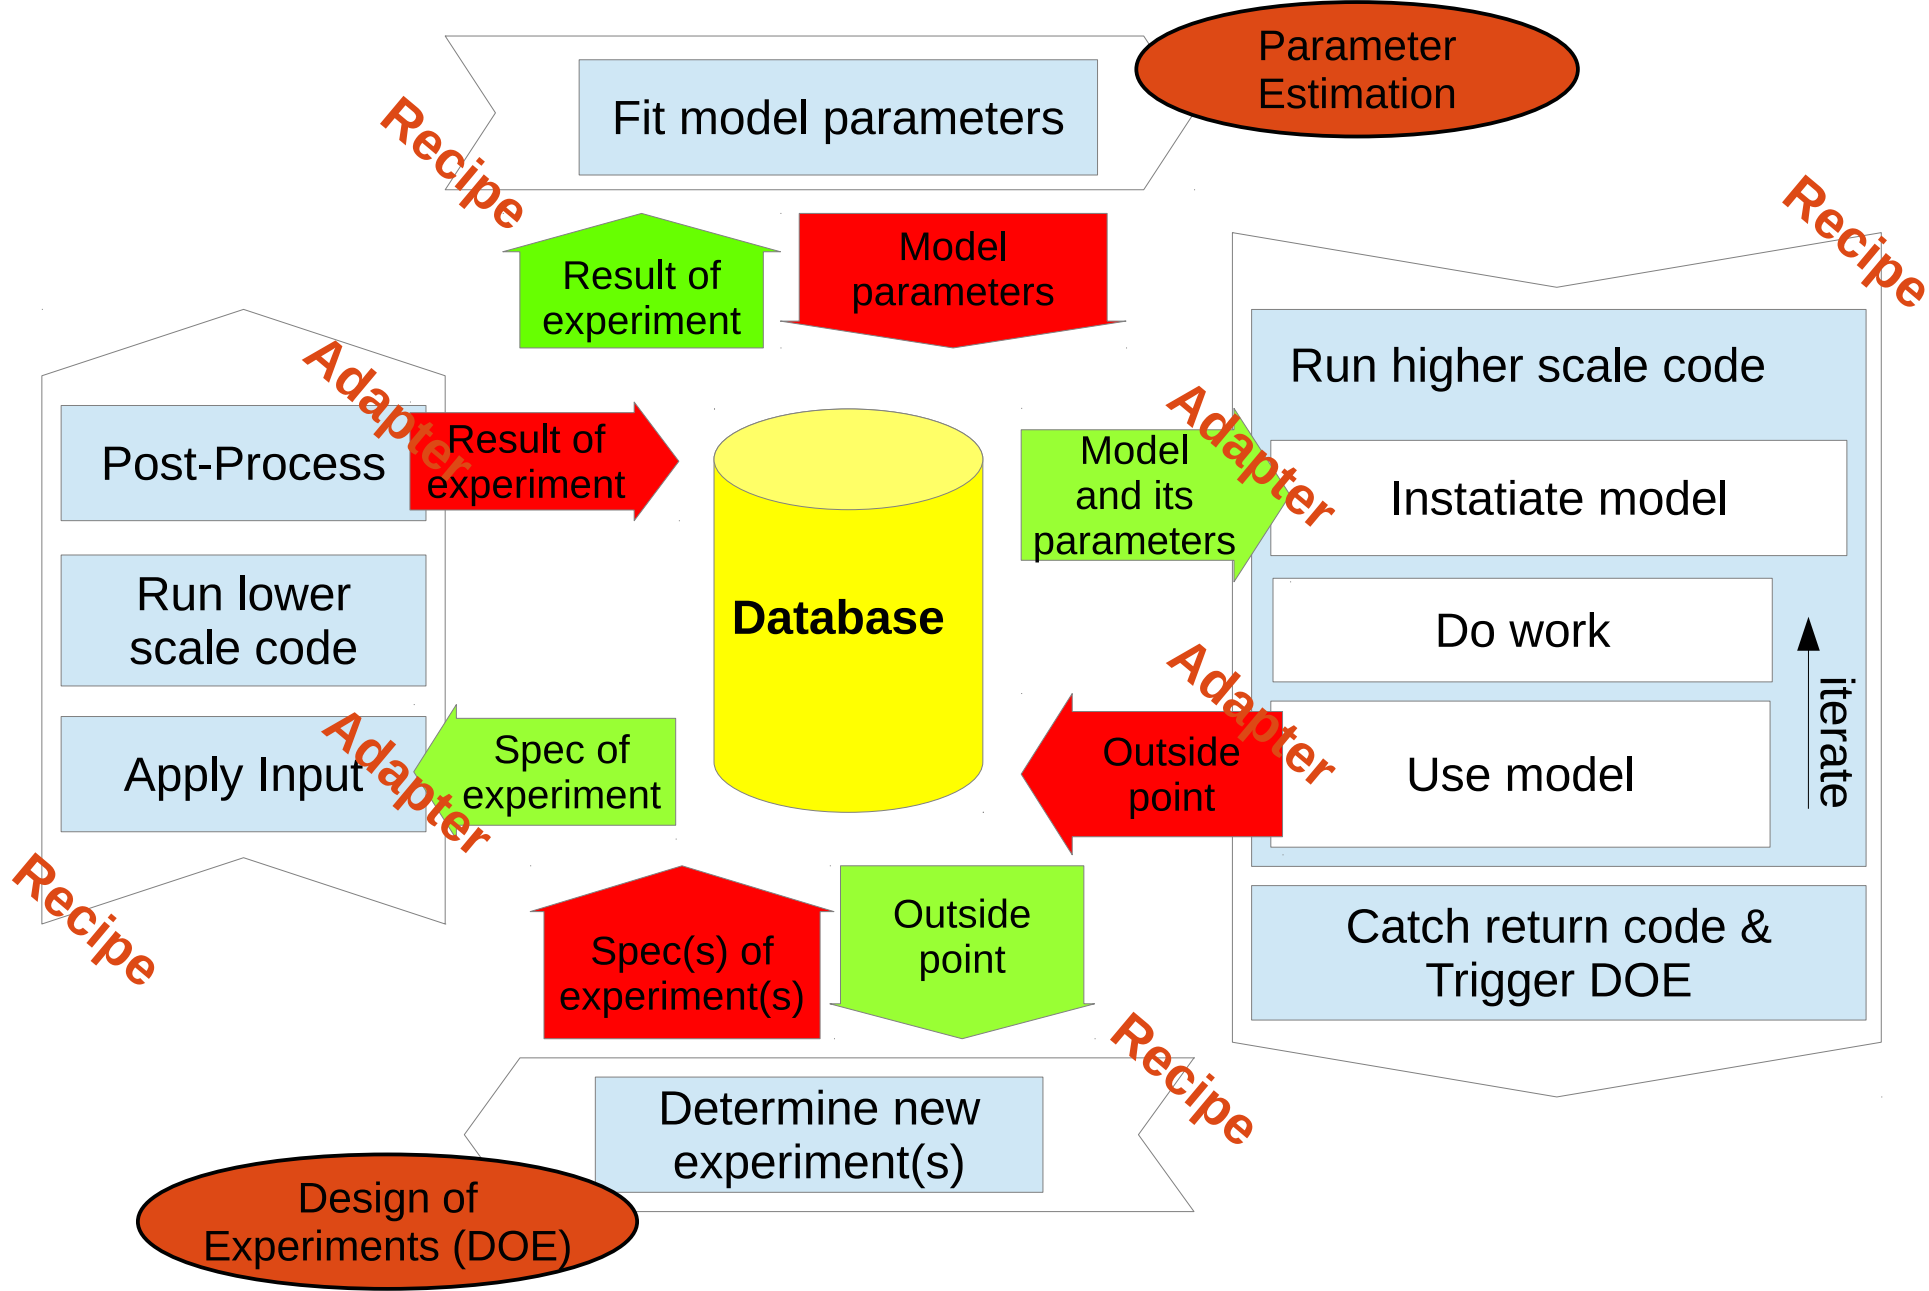 Parameter
Estimation
Fit model parameters
Recipe
Result of
experiment
Model
parameters
Recipe
Adapter
Post-Process
Result of
experiment
Run lower
scale code
Apply Input
Adapter
Spec of
experiment
Recipe
Database
Model
and its
parameters
Adapter
Run higher scale code
Instatiate model
Do work
Use model
iterate
Adapter
Outside
point
Catch return code &
Trigger DOE
Spec(s) of
experiment(s)
Outside
point
Recipe
Determine new
experiment(s)
Design of
Experiments (DOE)